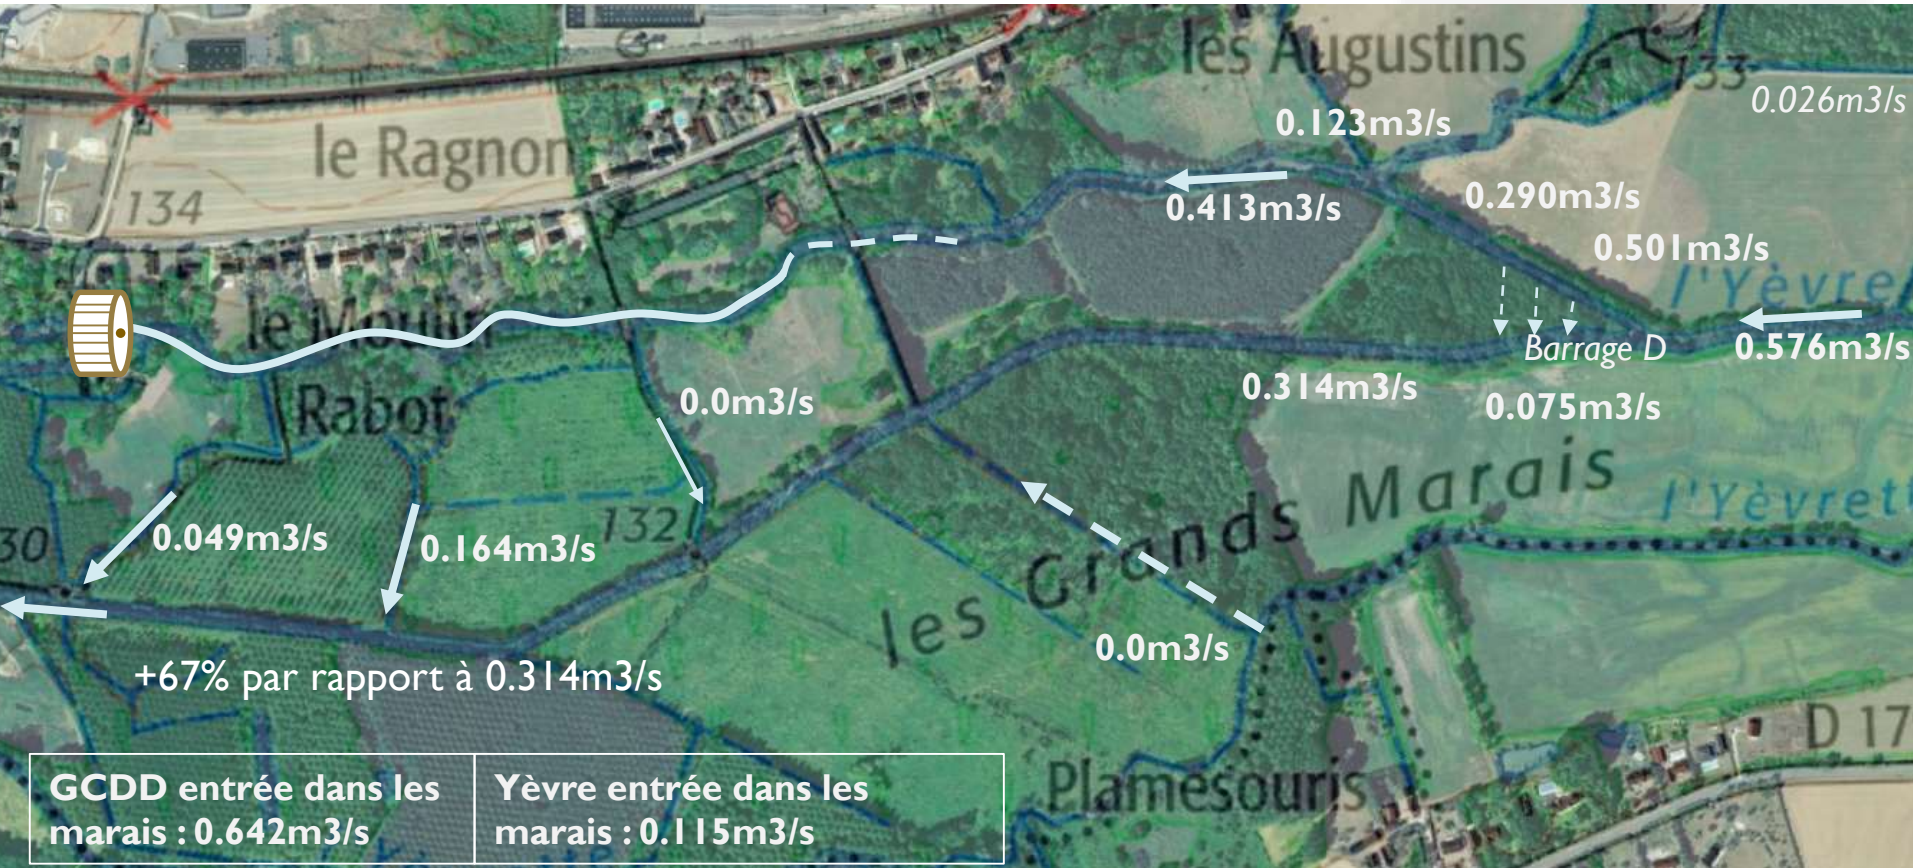 les Augustins
133
0.026m3/s
0.123m3/s
le Ragnon
134
0.413m3/s
0.290m3/s
0.501m3/s
l'Yèvre
le Moulin
Rabot
0.0m3/s
0.314m3/s
Barrage D
0.075m3/s
0.576m3/s
les Grands Marais
l'Yèvrett
30
0.049m3/s
0.164m3/s
132
0.0m3/s
+67% par rapport à 0.314m3/s
D 17
Plamesouris
GCDD entrée dans les
marais : 0.642m3/s
Yèvre entrée dans les
marais : 0.115m3/s